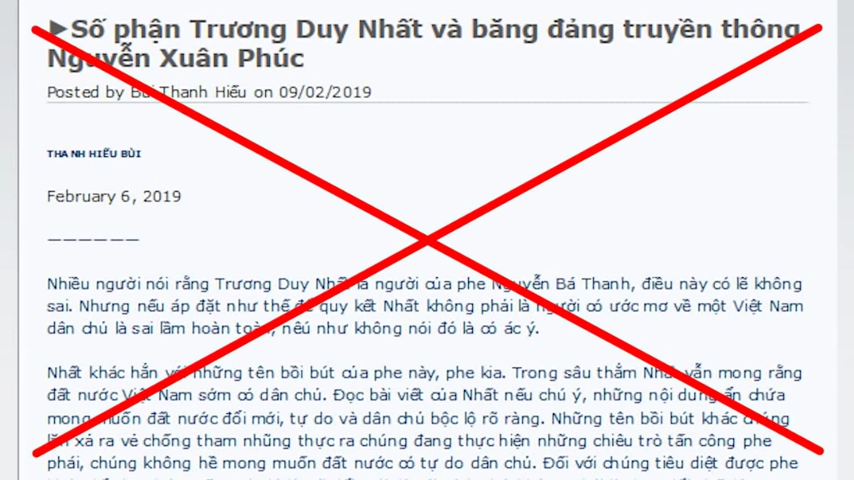 ►Số phận Trương Duy Nhất và băng đảng truyền thông
Nguyễn Xuân Phúc
Posted by Bùi Thanh Hiếu on 09/02/2019
THANH HIẾU BÙI
February 6, 2019
——————
Nhiều người nói rằng Trương Duy Nhất là người của phe Nguyễn Bá Thanh, điều này có lẽ không
sai. Nhưng nếu áp đặt như thế để quy kết Nhất không phải là người có ước mơ về một Việt Nam
dân chủ là sai lầm hoàn toàn, nếu như không nói đó là có ác ý.
Nhất khác hẳn với những tên bồi bút của phe này, phe kia. Trong sâu thẳm Nhất vẫn mong rằng
đất nước Việt Nam sớm có dân chủ. Đọc bài viết của Nhất nếu chú ý, những nội dung ẩn chứa
mong muốn đất nước đổi mới, tự do và dân chủ bộc lộ rõ ràng. Những tên bồi bút khác chúng
lăn xả ra vẻ chống tham nhũng thực ra chúng đang thực hiện những chiêu trò tấn công phe
phái, chúng không hề mong muốn đất nước có tự do dân chủ. Đối với chúng tiêu diệt được phe